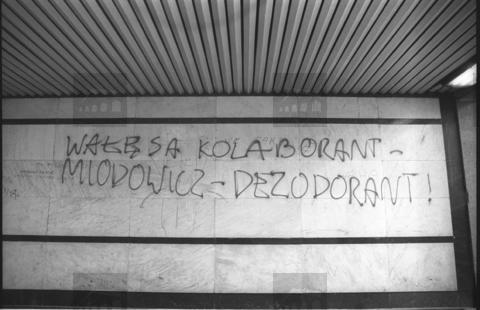 WAŁĘSA KOLABORANT -
MIODOWICZ - DEZODORANT!